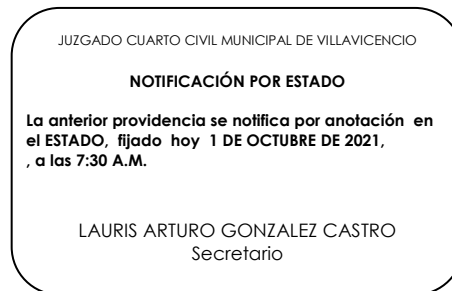 JUZGADO CUARTO CIVIL MUNICIPAL DE VILLAVICENCIO
NOTIFICACIÓN POR ESTADO
La anterior providencia se notifica por anotación en
el ESTADO, fijado hoy 1 DE OCTUBRE DE 2021,
, a las 7:30 A.M.
LAURIS ARTURO GONZALEZ CASTRO
Secretario